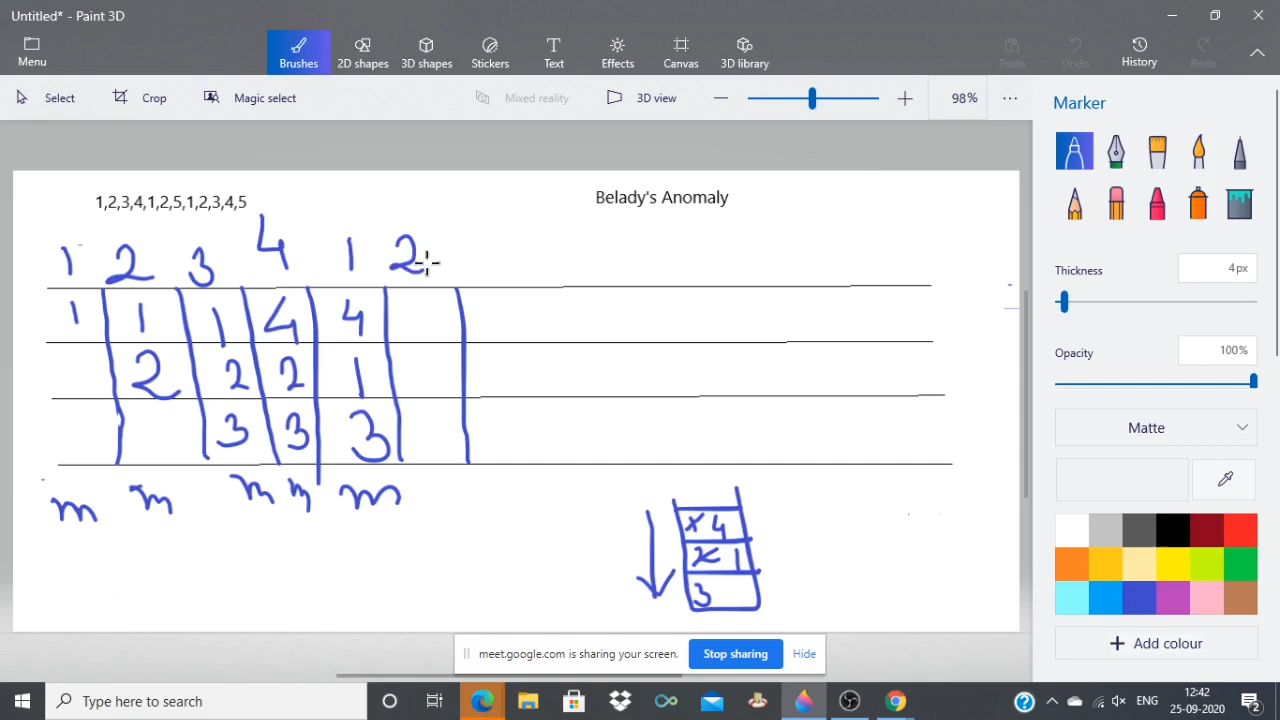 Untitled* - Paint 3D
Menu
Brushes
2D shapes
3D shapes
Stickers
Text
Effects
Canvas
3D library
Paste
Undo
History
Redo
Select
Crop
Magic select
Mixed reality
3D view
98%
Marker
Thickness
4px
Opacity
100%
Matte
Add colour
1,2,3,4,1,2,5,1,2,3,4,5
Belady's Anomaly
1 2 3 4 1 2
1 1 1 4 4
2 2 2 1
3 3 3
m m m m m
x 4
x 1
3
meet.google.com is sharing your screen.
Stop sharing
Hide
Type here to search
ENG
12:42
25-09-2020
2